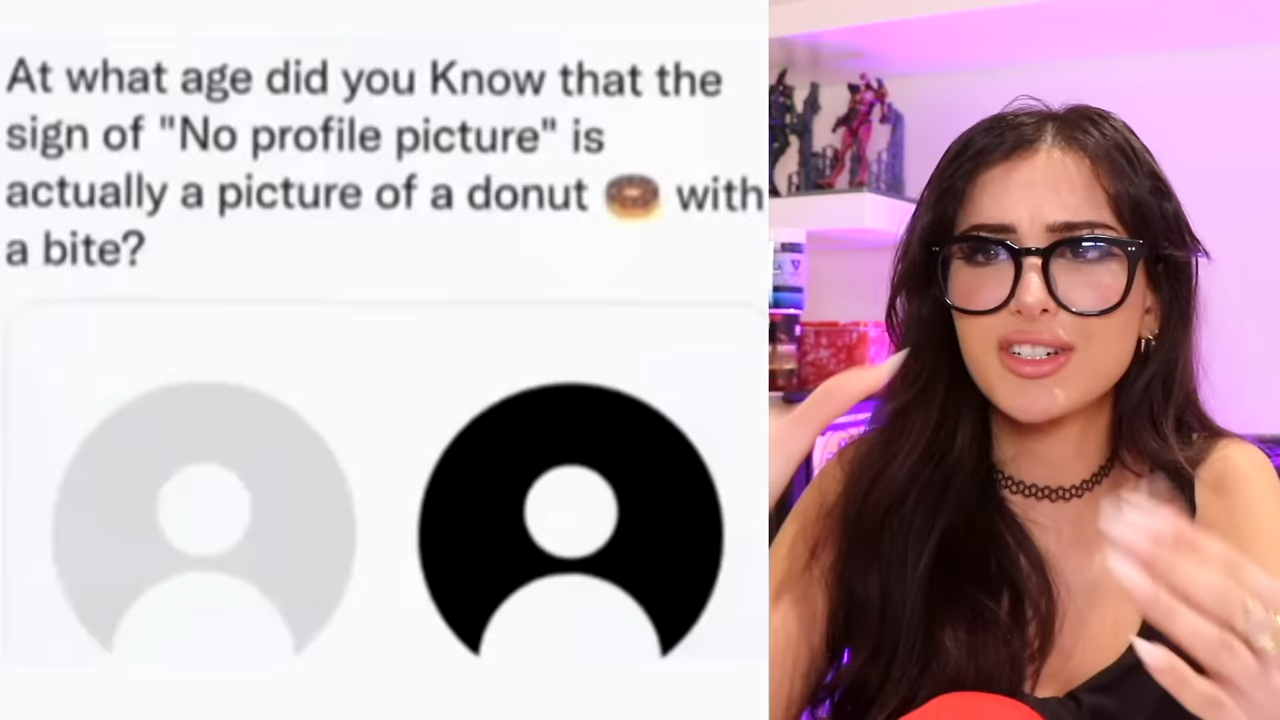 At what age did you Know that the
sign of "No profile picture" is
actually a picture of a donut 🍩 with
a bite?